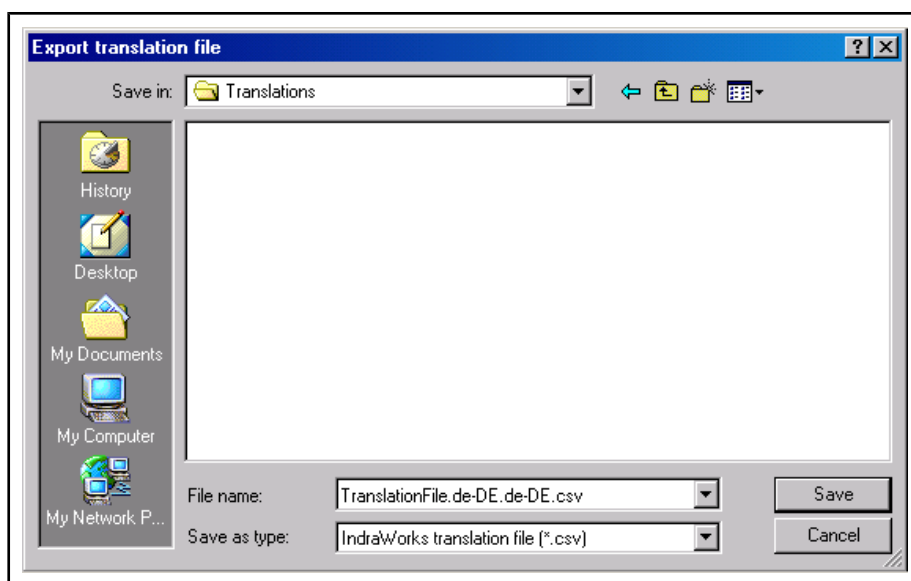 Export translation file
Save in:
Translations
History
Desktop
My Documents
My Computer
My Network P...
File name:
TranslationFile.de-DE.de-DE.csv
Save
Save as type:
IndraWorks translation file (*.csv)
Cancel